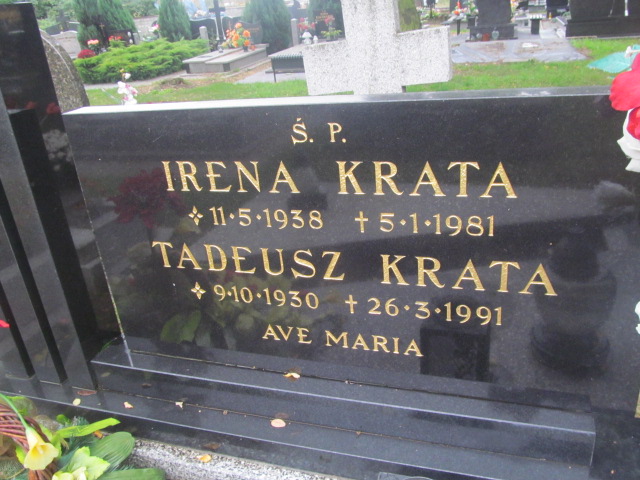 Ś. P.
IRENA KRATA
✧ 11·5·1938 ✝ 5·1·1981
TADEUSZ KRATA
✧ 9·10·1930 ✝ 26·3·1991
AVE MARIA